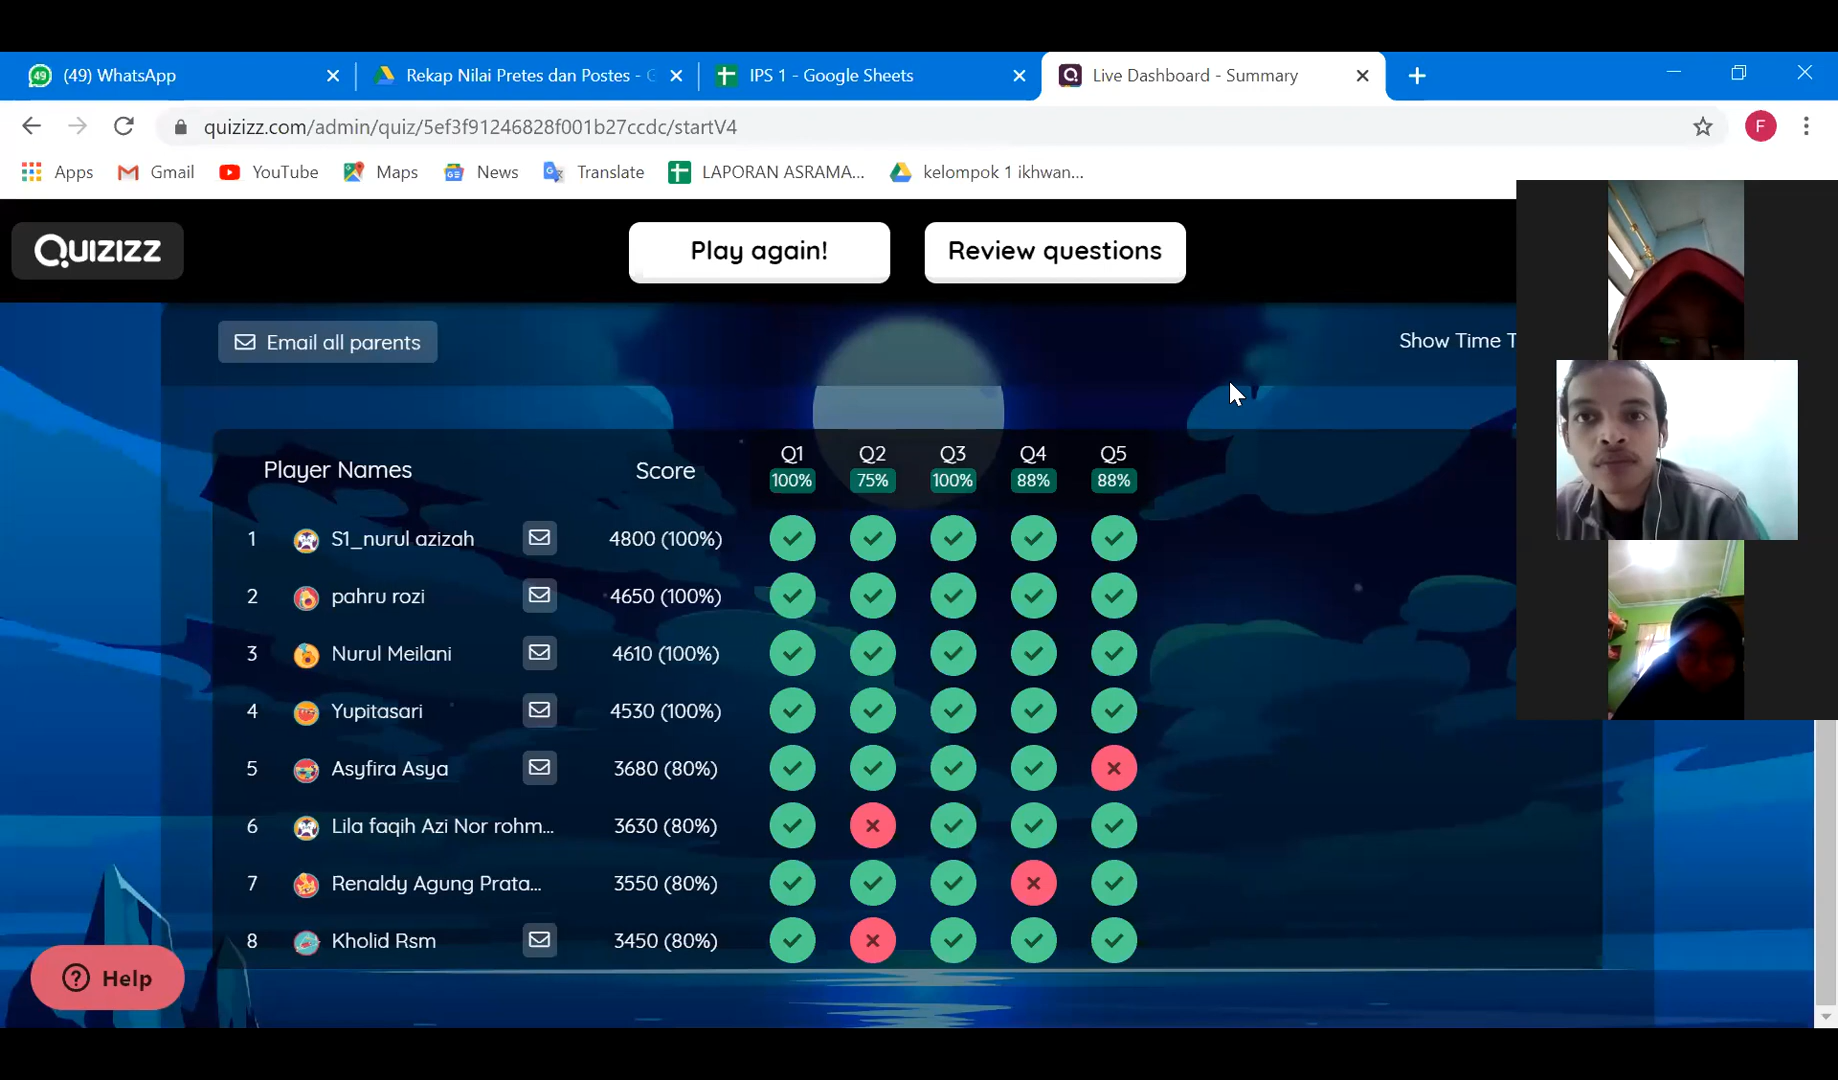 49 (49) WhatsApp
Rekap Nilai Pretes dan Postes - G
IPS 1 - Google Sheets
Live Dashboard - Summary
quizizz.com/admin/quiz/5ef3f91246828f001b27ccdc/startV4
F
Apps Gmail YouTube Maps News Translate LAPORAN ASRAMA... kelompok 1 ikhwan...
Quizizz
Play again!
Review questions
Email all parents
Show Time T
Player Names Score Q1 Q2 Q3 Q4 Q5
100% 75% 100% 88% 88%
1 S1_nurul azizah 4800 (100%)
2 pahru rozi 4650 (100%)
3 Nurul Meilani 4610 (100%)
4 Yupitasari 4530 (100%)
5 Asyfira Asya 3680 (80%)
6 Lila faqih Azi Nor rohm... 3630 (80%)
7 Renaldy Agung Prata... 3550 (80%)
8 Kholid Rsm 3450 (80%)
? Help